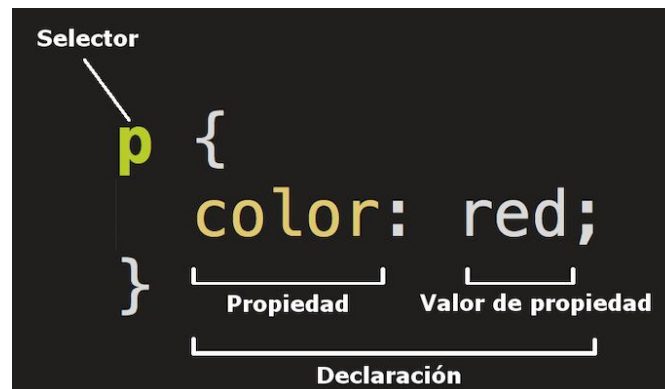 Selector
p {
color: red;
}
Propiedad
Valor de propiedad
Declaración